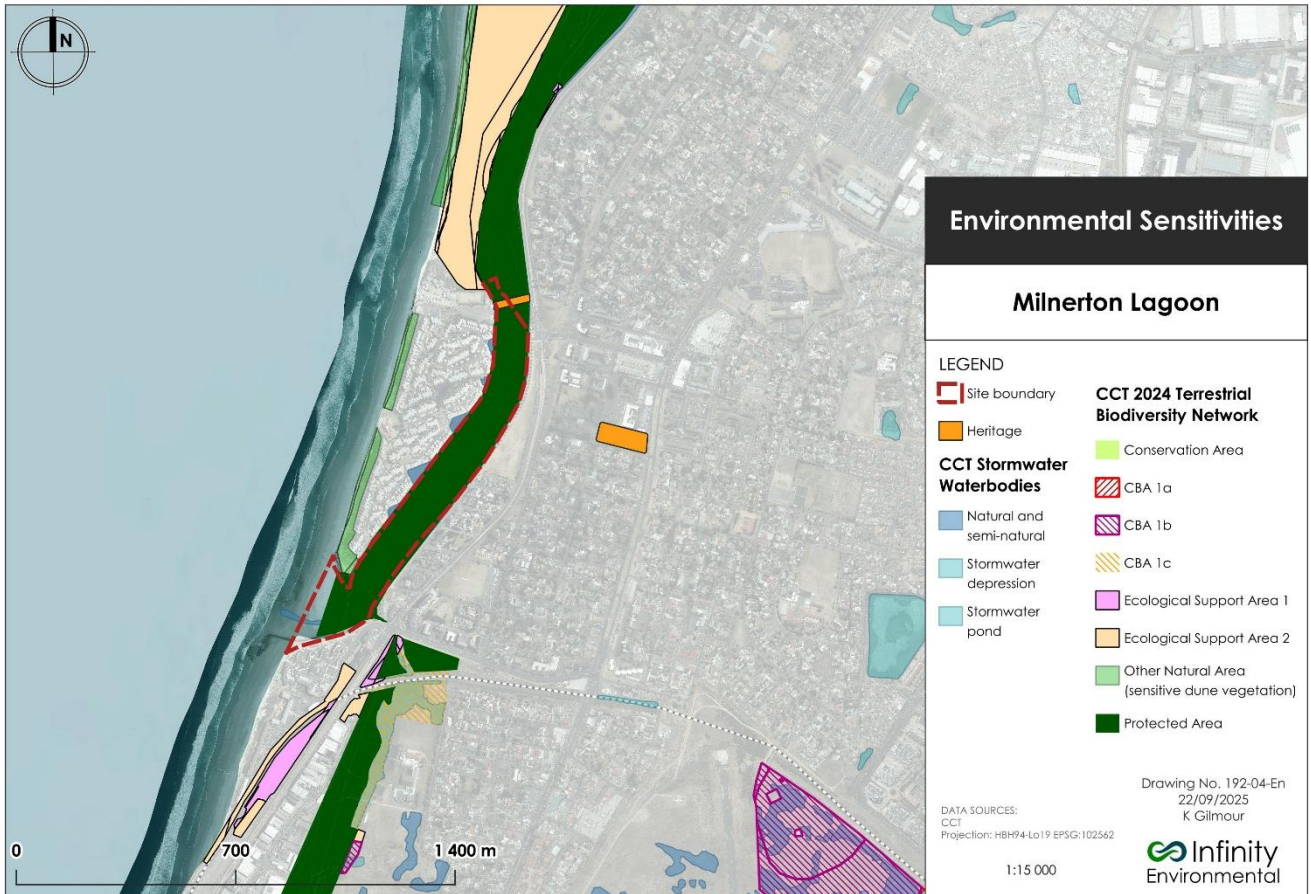 N
Environmental Sensitivities
Milnerton Lagoon
LEGEND
Site boundary
Heritage
CCT Stormwater
Waterbodies
Natural and
semi-natural
Stormwater
depression
Stormwater
pond
CCT 2024 Terrestrial
Biodiversity Network
Conservation Area
CBA 1a
CBA 1b
CBA 1c
Ecological Support Area 1
Ecological Support Area 2
Other Natural Area
(sensitive dune vegetation)
Protected Area
DATA SOURCES:
CCT
Projection: HBH94-Lo19 EPSG:102562
1:15 000
Drawing No. 192-04-En
22/09/2025
K Gilmour
Infinity
Environmental
0 700 1 400 m